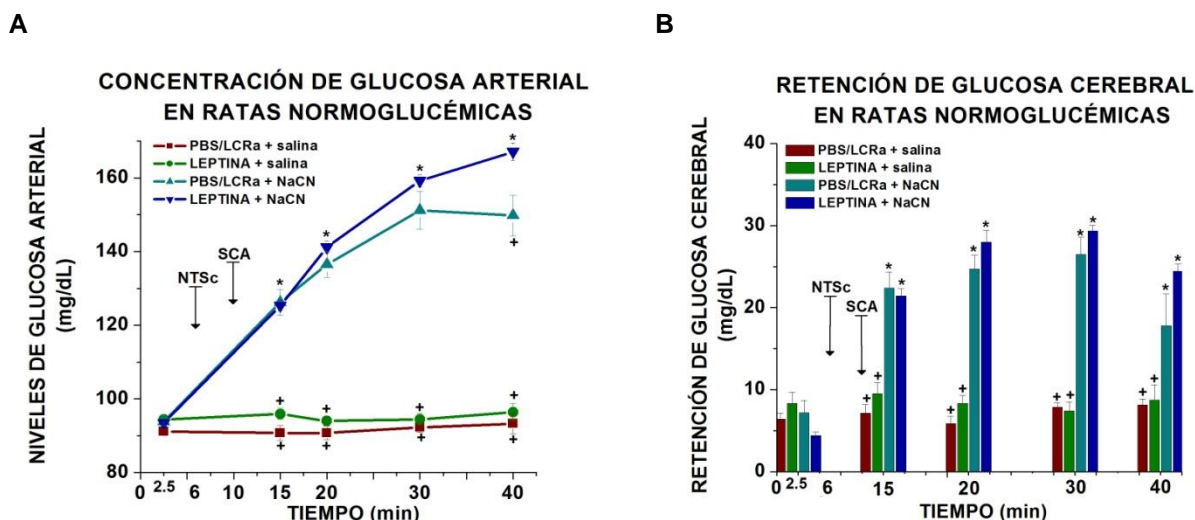 A
CONCENTRACIÓN DE GLUCOSA ARTERIAL
EN RATAS NORMOGLUCÉMICAS
PBS/LCRa + salina
LEPTINA + salina
PBS/LCRa + NaCN
LEPTINA + NaCN
NIVELES DE GLUCOSA ARTERIAL
(mg/dL)
160
140
120
100
80
NTSc
SCA
*
*
*
*
+
+
+
+
+
+
+
+
+
0
2.5
6
10
15
20
30
40
TIEMPO (min)
B
RETENCIÓN DE GLUCOSA CEREBRAL
EN RATAS NORMOGLUCÉMICAS
PBS/LCRa + salina
LEPTINA + salina
PBS/LCRa + NaCN
LEPTINA + NaCN
RETENCIÓN DE GLUCOSA CEREBRAL
(mg/dL)
40
30
20
10
0
NTSc
SCA
*
*
*
*
*
*
*
*
+
+
+
+
+
+
+
+
0
2.5
6
15
20
30
40
TIEMPO (min)